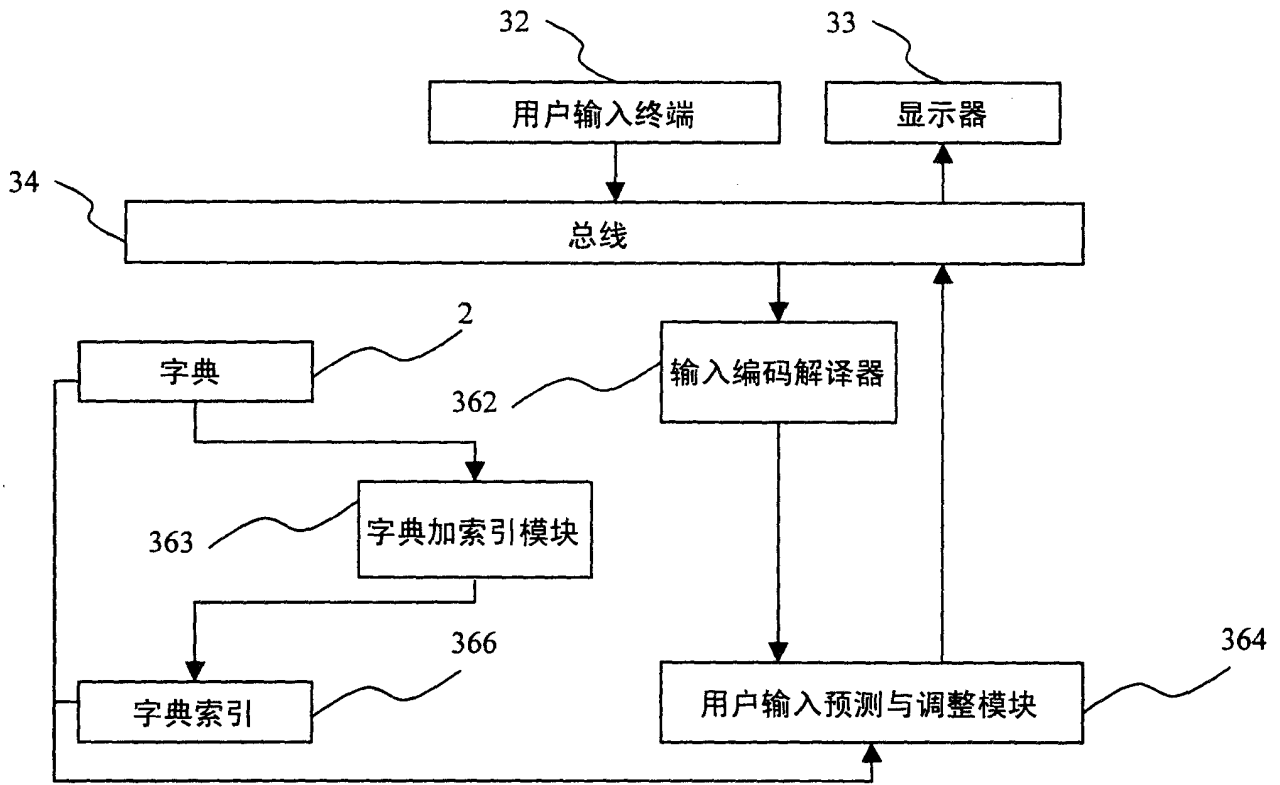 32
33
用户输入终端
显示器
34
总线
2
字典
输入编码解译器
362
字典加索引模块
363
366
364
字典索引
用户输入预测与调整模块